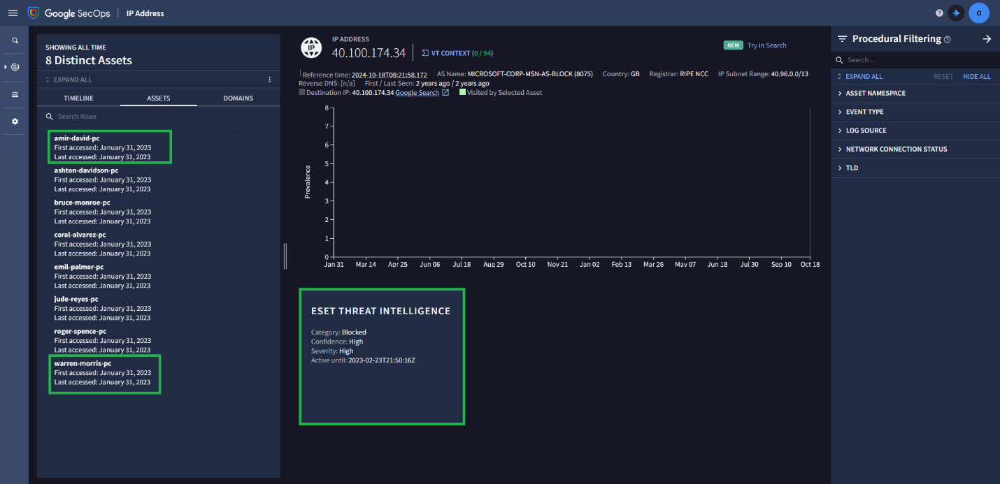 Google SecOps
IP Address
O
SHOWING ALL TIME
8 Distinct Assets
EXPAND ALL
TIMELINE
ASSETS
DOMAINS
Search Rows
amir-david-pc
First accessed: January 31, 2023
Last accessed: January 31, 2023
ashton-davidson-pc
First accessed: January 31, 2023
Last accessed: January 31, 2023
bruce-monroe-pc
First accessed: January 31, 2023
Last accessed: January 31, 2023
coral-alvarez-pc
First accessed: January 31, 2023
Last accessed: January 31, 2023
emil-palmer-pc
First accessed: January 31, 2023
Last accessed: January 31, 2023
jude-reyes-pc
First accessed: January 31, 2023
Last accessed: January 31, 2023
roger-spence-pc
First accessed: January 31, 2023
Last accessed: January 31, 2023
warren-morris-pc
First accessed: January 31, 2023
Last accessed: January 31, 2023
IP
IP ADDRESS
40.100.174.34
VT CONTEXT (0 / 94)
NEW Try in Search
Reference time: 2024-10-18T08:21:58.172 AS Name: MICROSOFT-CORP-MSN-AS-BLOCK (8075) Country: GB Registrar: RIPE NCC IP Subnet Range: 40.96.0.0/13
Reverse DNS: [n/a] First / Last Seen: 2 years ago / 2 years ago
Destination IP: 40.100.174.34 Google Search Visited by Selected Asset
Prevalence
8
7
6
5
4
3
2
1
0
Jan 31 Mar 14 Apr 25 Jun 06 Jul 18 Aug 29 Oct 10 Nov 21 Jan 02 Feb 13 Mar 26 May 07 Jun 18 Jul 30 Sep 10 Oct 18
ESET THREAT INTELLIGENCE
Category: Blocked
Confidence: High
Severity: High
Active until: 2023-02-23T21:50:16Z
Procedural Filtering
Search...
EXPAND ALL RESET HIDE ALL
ASSET NAMESPACE
EVENT TYPE
LOG SOURCE
NETWORK CONNECTION STATUS
TLD